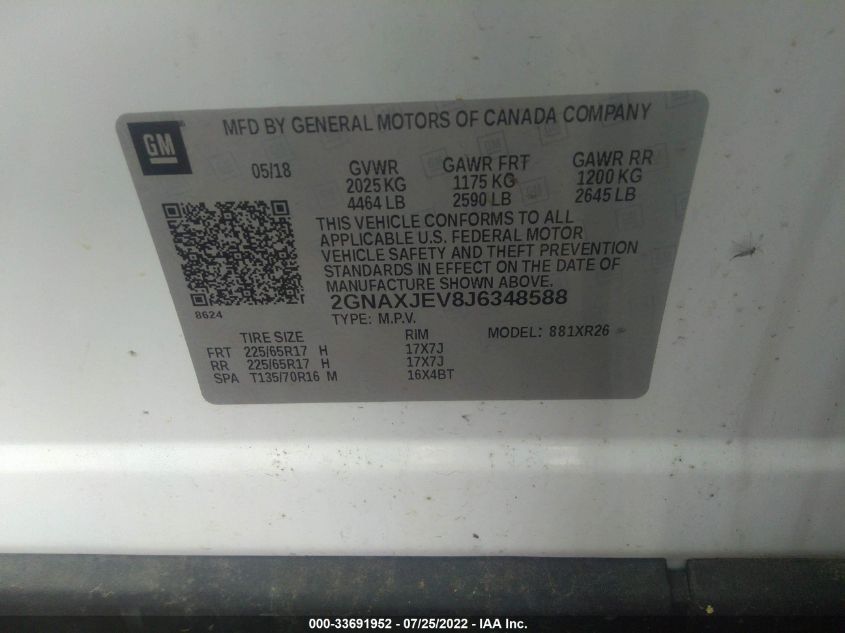 GM
MFD BY GENERAL MOTORS OF CANADA COMPANY
05/18 GVWR GAWR FRT GAWR RR
2025 KG 1175 KG 1200 KG
4464 LB 2590 LB 2645 LB
THIS VEHICLE CONFORMS TO ALL
APPLICABLE U.S. FEDERAL MOTOR
VEHICLE SAFETY AND THEFT PREVENTION
STANDARDS IN EFFECT ON THE DATE OF
MANUFACTURE SHOWN ABOVE.
8624
2GNAXJEV8J6348588
TYPE: M.P.V.
TIRE SIZE RIM MODEL: 881XR26
FRT 225/65R17 H 17X7J
RR 225/65R17 H 17X7J
SPA T135/70R16 M 16X4BT
000-33691952 - 07/25/2022 - IAA Inc.